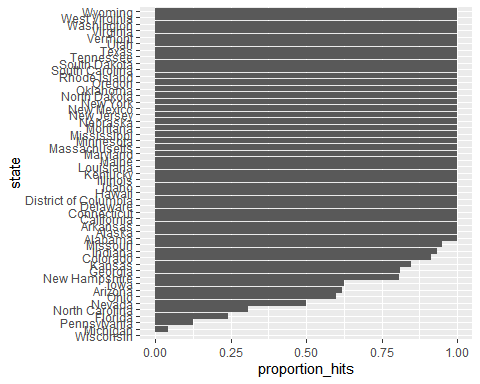 Wyoming
West Virginia
Washington
Virginia
Vermont
Utah
Texas
Tennessee
South Dakota
South Carolina
Rhode Island
Oregon
Oklahoma
North Dakota
New York
New Mexico
New Jersey
Nebraska
Montana
Mississippi
Minnesota
Massachusetts
Maryland
Maine
Louisiana
Kentucky
Illinois
Idaho
Hawaii
District of Columbia
Delaware
Connecticut
California
Arkansas
Alaska
Alabama
Missouri
Indiana
Colorado
Kansas
Georgia
New Hampshire
Iowa
Arizona
Ohio
Nevada
North Carolina
Florida
Pennsylvania
Michigan
Wisconsin
state
0.00 0.25 0.50 0.75 1.00
proportion_hits